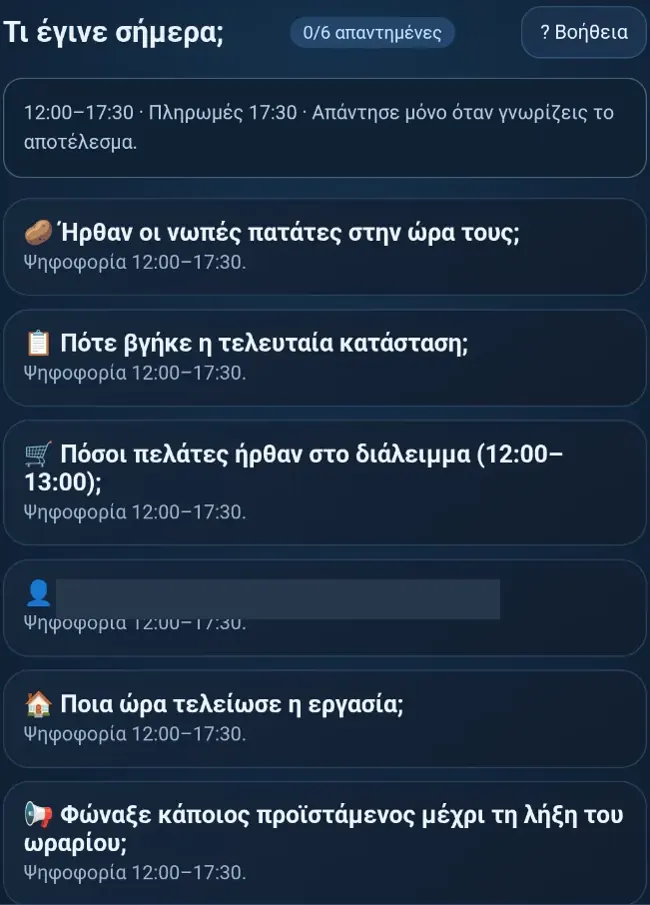 Τι έγινε σήμερα;
0/6 απαντημένες
? Βοήθεια
12:00–17:30 · Πληρωμές 17:30 · Απάντησε μόνο όταν γνωρίζεις το
αποτέλεσμα.
Ήρθαν οι νωπές πατάτες στην ώρα τους;
Ψηφοφορία 12:00–17:30.
Πότε βγήκε η τελευταία κατάσταση;
Ψηφοφορία 12:00–17:30.
Πόσοι πελάτες ήρθαν στο διάλειμμα (12:00–
13:00);
Ψηφοφορία 12:00–17:30.
Ψηφοφορία 12:00–17:30.
Ποια ώρα τελείωσε η εργασία;
Ψηφοφορία 12:00–17:30.
Φώναξε κάποιος προϊστάμενος μέχρι τη λήξη του
ωραρίου;
Ψηφοφορία 12:00–17:30.